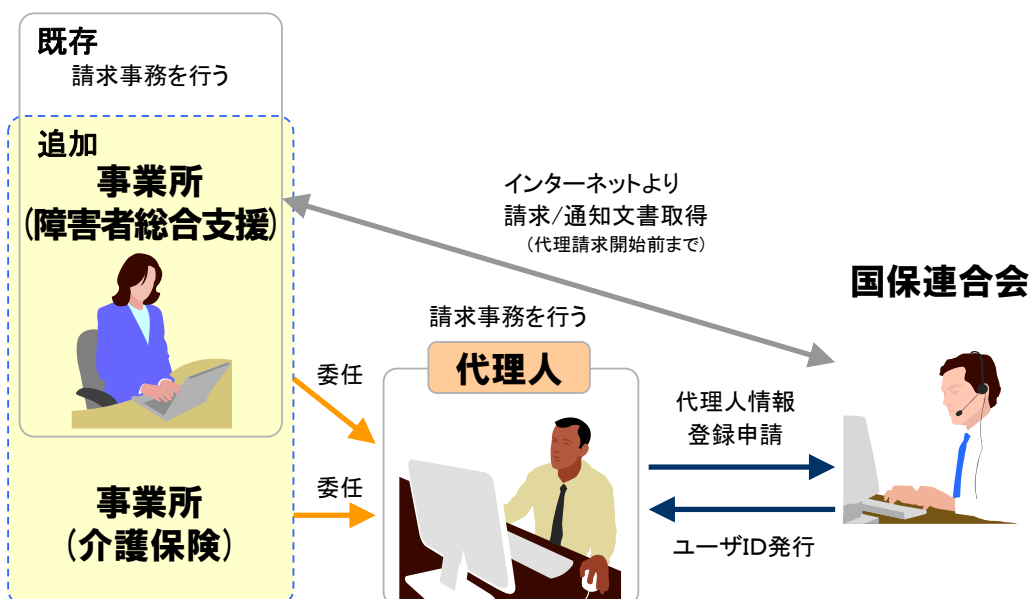 既存
請求事務を行う
追加
事業所
(障害者総合支援)
インターネットより
請求/通知文書取得
(代理請求開始前まで)
国保連合会
請求事務を行う
代理人
委任
代理人情報
登録申請
委任
事業所
(介護保険)
ユーザID発行